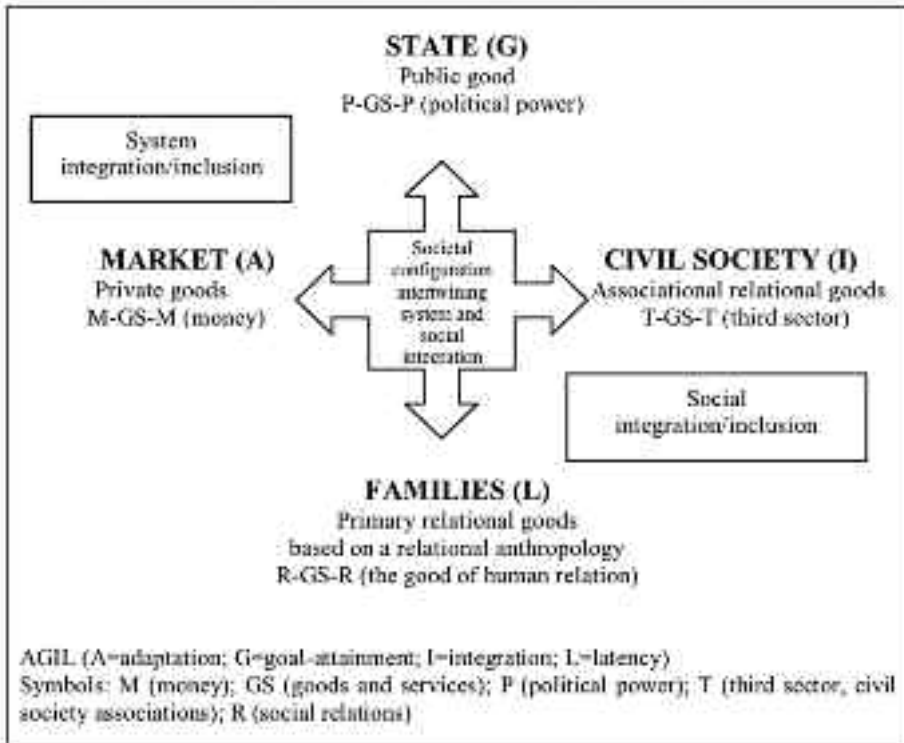 STATE (G)
Public good
P-GS-P (political power)
System
integration/inclusion
MARKET (A)
Private goods
M-GS-M (money)
Societal
configuration
intertwining
system and
social
integration
CIVIL SOCIETY (I)
Associational relational goods
T-GS-T (third sector)
Social
integration/inclusion
FAMILIES (L)
Primary relational goods
based on a relational anthropology
R-GS-R (the good of human relation)
AGIL (A=adaptation; G=goal-attainment; I=integration; L=latency)
Symbols: M (money); GS (goods and services); P (political power); T (third sector, civil
society associations); R (social relations)